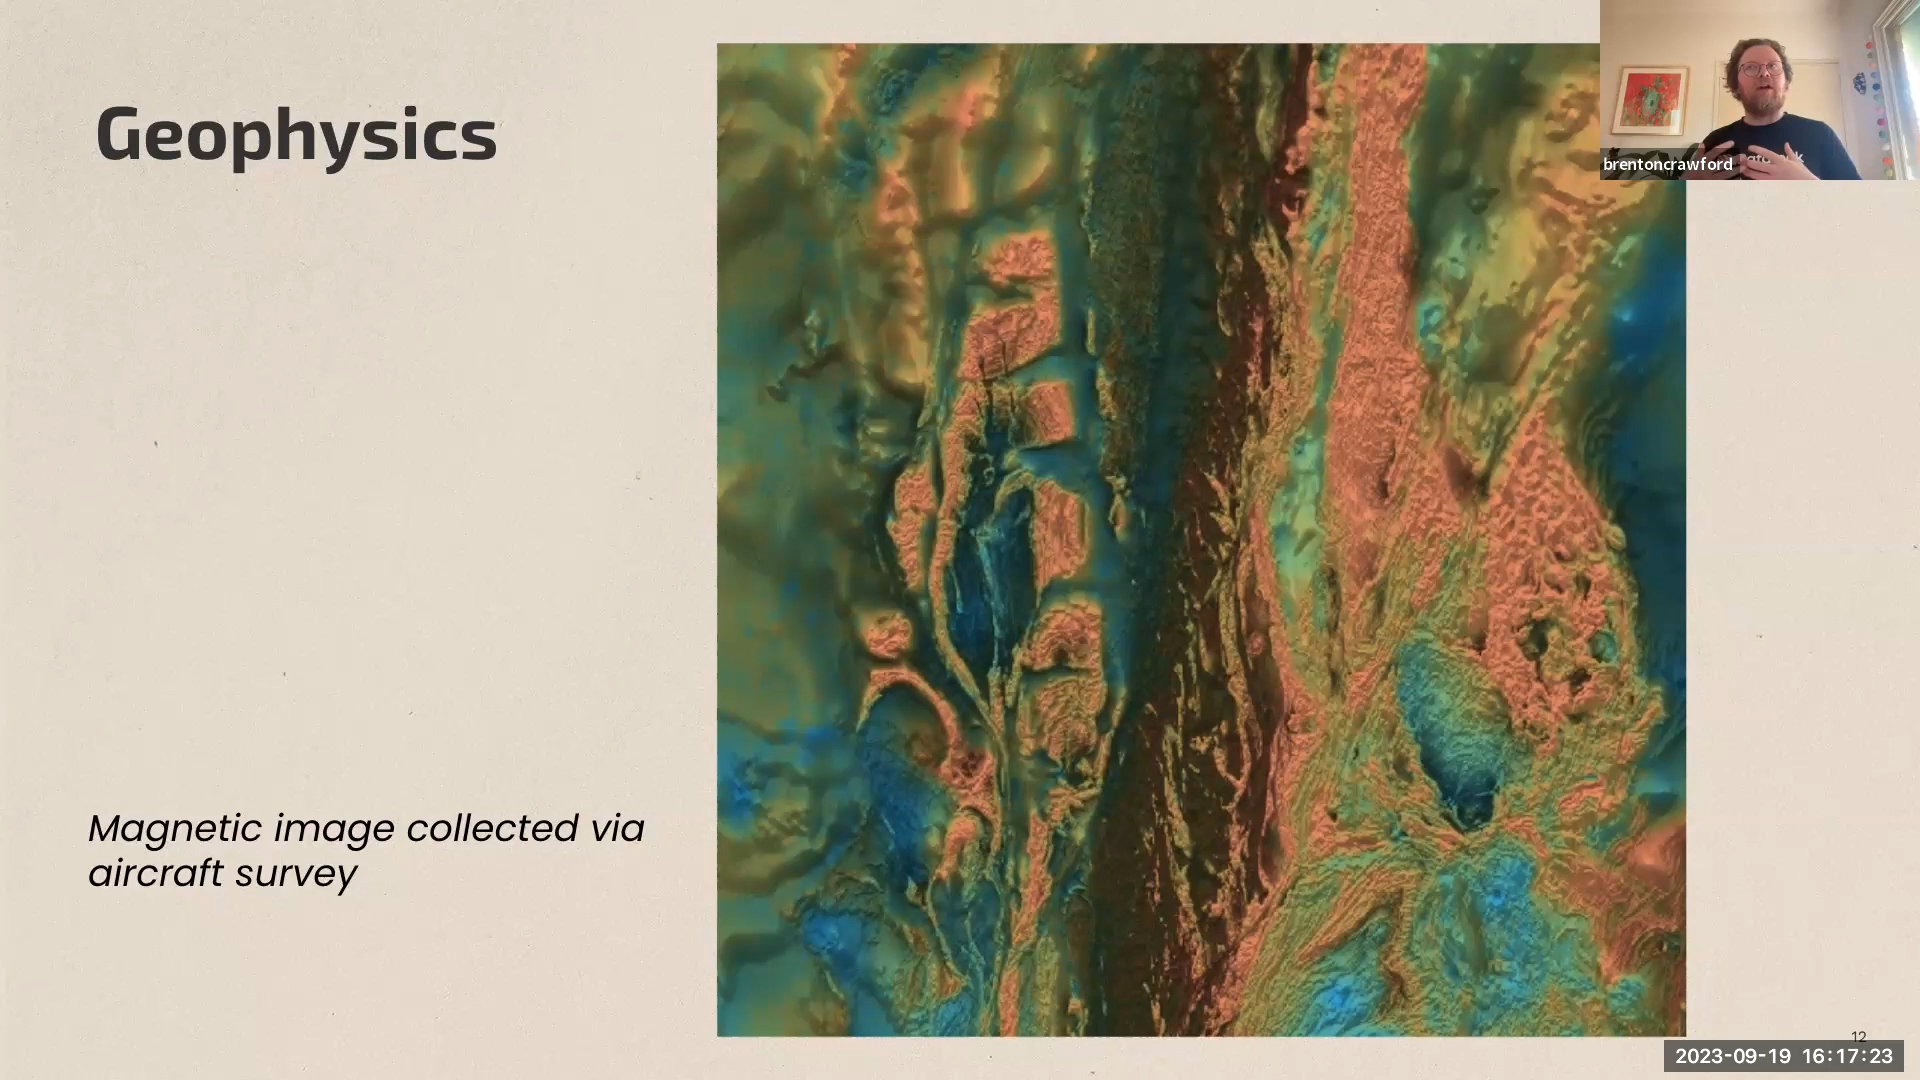 Geophysics
brentoncrawford
Magnetic image collected via
aircraft survey
12
2023-09-19 16:17:23